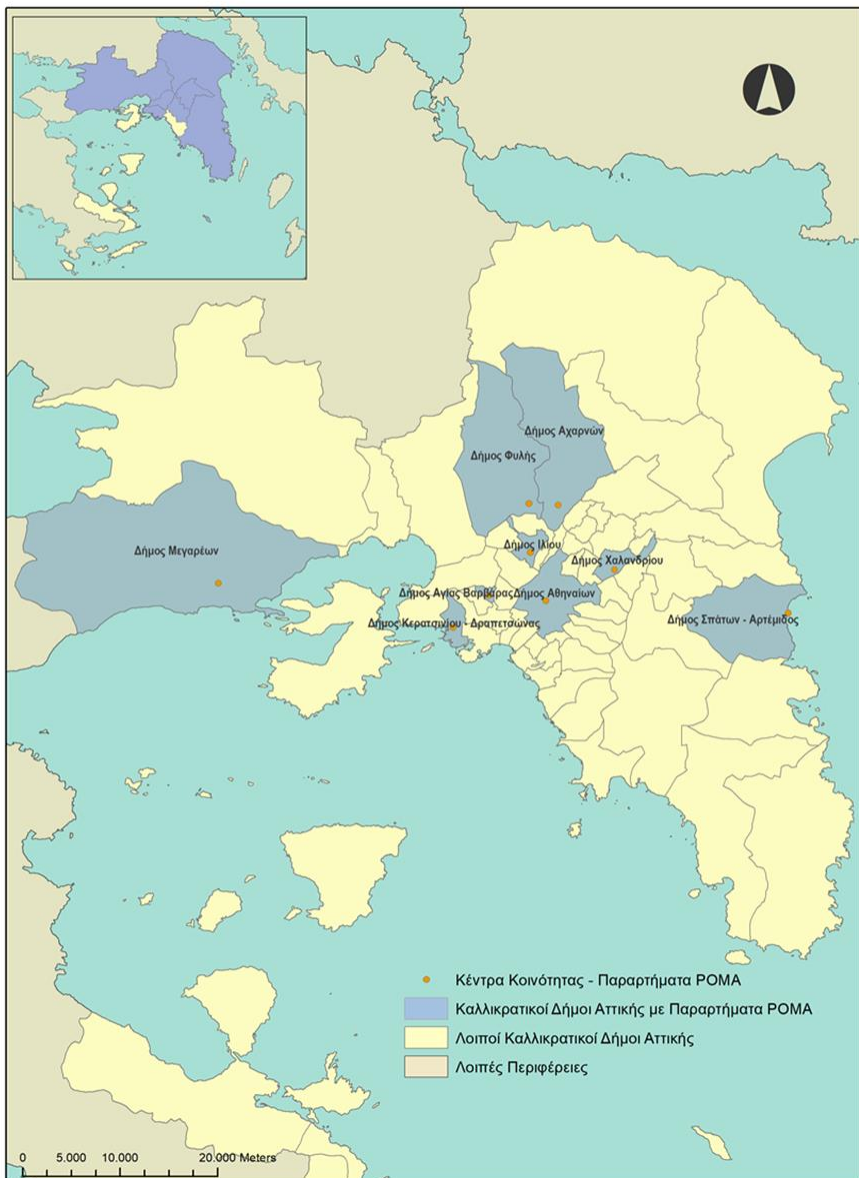 Δήμος Αχαρνών
Δήμος Φυλής
Δήμος Μεγαρέων
Δήμος Ιλίου
Δήμος Χαλανδρίου
Δήμος Αγίας Βαρβάρας
Δήμος Αθηναίων
Δήμος Κερατσινίου - Δραπετσώνας
Δήμος Σπάτων - Αρτέμιδος
Κέντρα Κοινότητας - Παραρτήματα ΡΟΜΑ
Καλλικρατικοί Δήμοι Αττικής με Παραρτήματα ΡΟΜΑ
Λοιποί Καλλικρατικοί Δήμοι Αττικής
Λοιπές Περιφέρειες
0 5.000 10.000 20.000 Meters